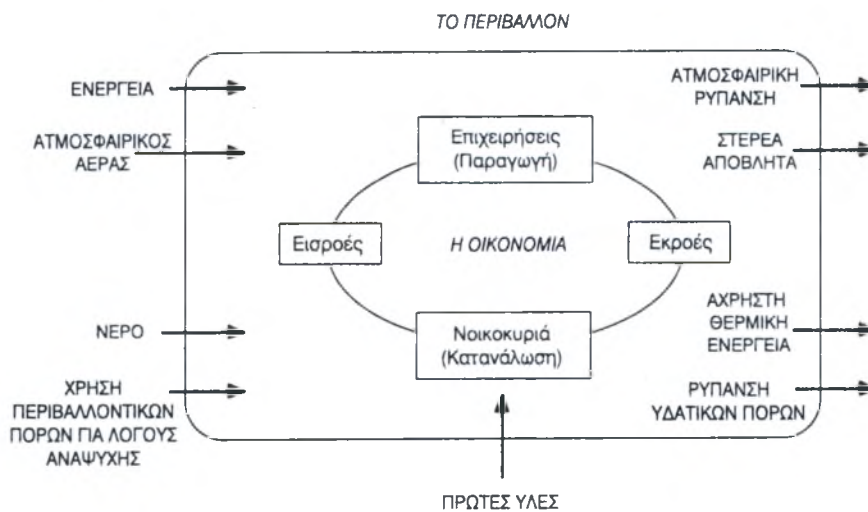 ΤΟ ΠΕΡΙΒΑΛΛΟΝ
ΕΝΕΡΓΕΙΑ
ΑΤΜΟΣΦΑΙΡΙΚΟΣ
ΑΕΡΑΣ
ΝΕΡΟ
ΧΡΗΣΗ
ΠΕΡΙΒΑΛΛΟΝΤΙΚΩΝ
ΠΟΡΩΝ ΓΙΑ ΛΟΓΟΥΣ
ΑΝΑΨΥΧΗΣ
Επιχειρήσεις
(Παραγωγή)
Εισροές
Η ΟΙΚΟΝΟΜΙΑ
Εκροές
Νοικοκυριά
(Κατανάλωση)
ΑΤΜΟΣΦΑΙΡΙΚΗ
ΡΥΠΑΝΣΗ
ΣΤΕΡΕΑ
ΑΠΟΒΛΗΤΑ
ΑΧΡΗΣΤΗ
ΘΕΡΜΙΚΗ
ΕΝΕΡΓΕΙΑ
ΡΥΠΑΝΣΗ
ΥΔΑΤΙΚΩΝ ΠΟΡΩΝ
ΠΡΩΤΕΣ ΥΛΕΣ